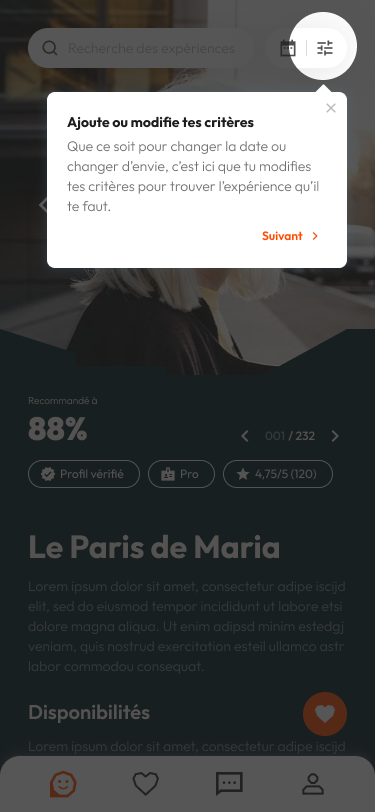 Recherche des expériences
Ajoute ou modifie tes critères
Que ce soit pour changer la date ou
changer d’envie, c’est ici que tu modifies
tes critères pour trouver l’expérience qu’il
te faut.
Suivant
Recommandé à
88%
001 / 232
Profil vérifié
Pro
4,75/5 (120)
Le Paris de Maria
Lorem ipsum dolor sit amet, consectetur adipe iscijd
elit, sed do eiusmod tempor incididunt ut labore etsi
dolore magna aliqua. Ut enim adipsd minim estedgj
veniam, quis nostrud exercitation esteil ullamco astr
labor commodou consequat.
Disponibilités
Lorem ipsum dolor sit amet, consectetur adipe iscijd